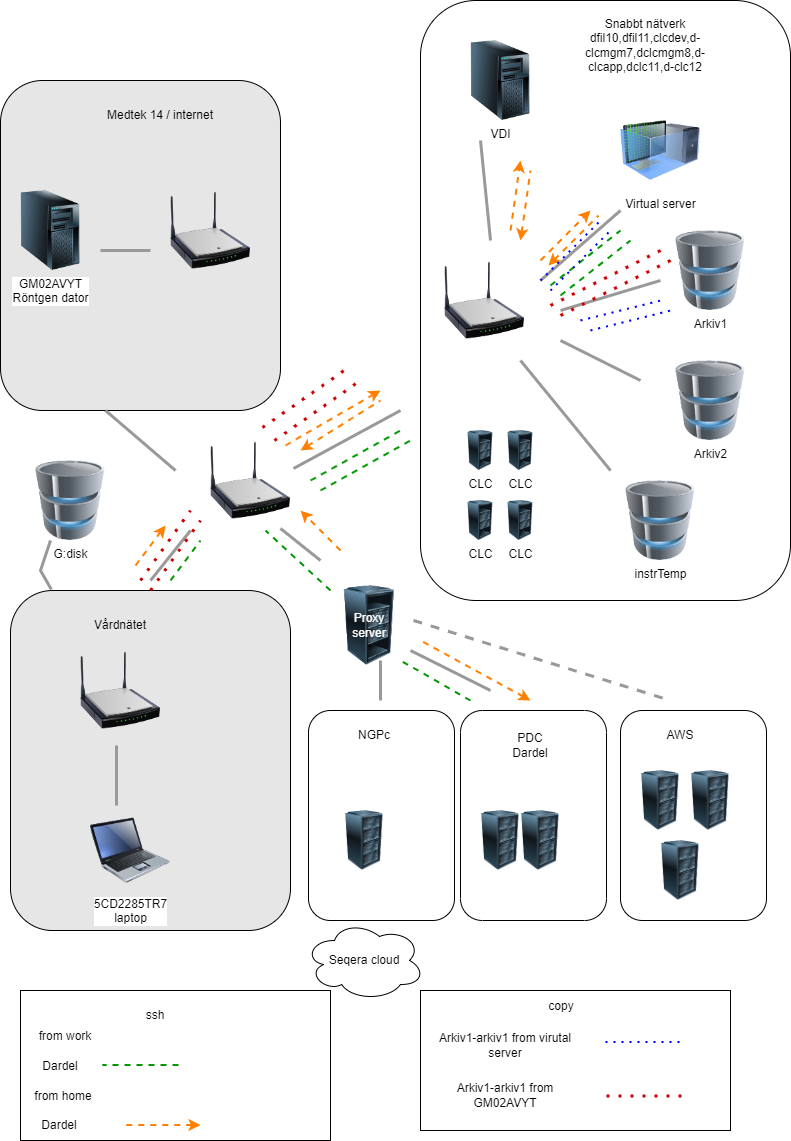 Snabbt nätverk
dfil10,dfil11,clcdev,d-
clcmgm7,dclcmgm8,d-
clcapp,dclc11,d-clc12
VDI
Virtual server
Arkiv1
Arkiv2
instrTemp
CLC
CLC
CLC
CLC
Medtek 14 / internet
GM02AVYT
Röntgen dator
G:disk
Vårdnätet
5CD2285TR7
laptop
Proxy
server
NGPc
PDC
Dardel
AWS
Seqera cloud
ssh
from work
Dardel
from home
Dardel
copy
Arkiv1-arkiv1 from virutal
server
Arkiv1-arkiv1 from
GM02AVYT